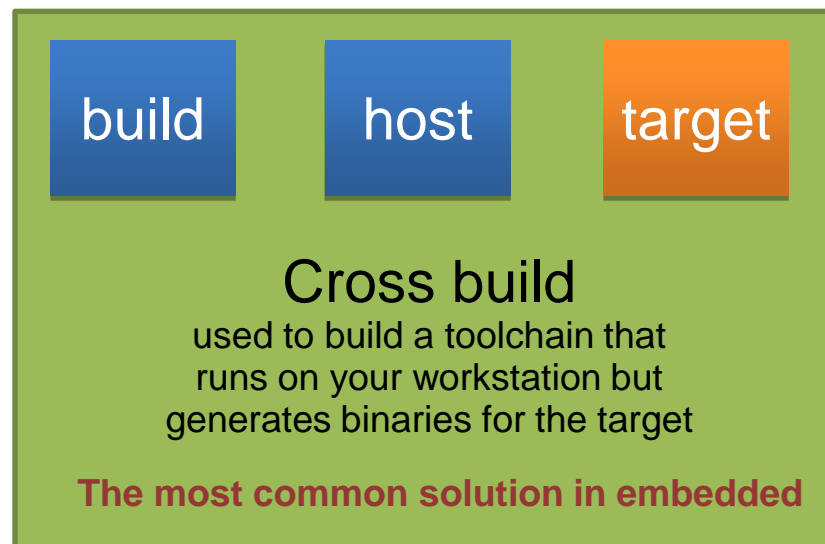 build host target
Cross build
used to build a toolchain that
runs on your workstation but
generates binaries for the target
The most common solution in embedded